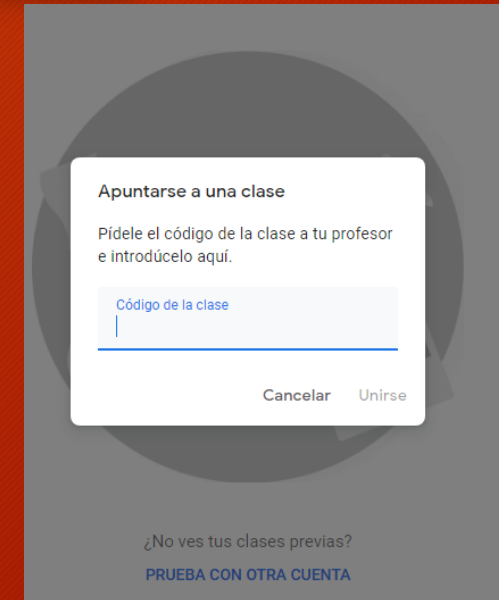 Apuntarse a una clase
Pídele el código de la clase a tu profesor
e introdúcelo aquí.
Código de la clase
Cancelar Unirse
¿No ves tus clases previas?
PRUEBA CON OTRA CUENTA